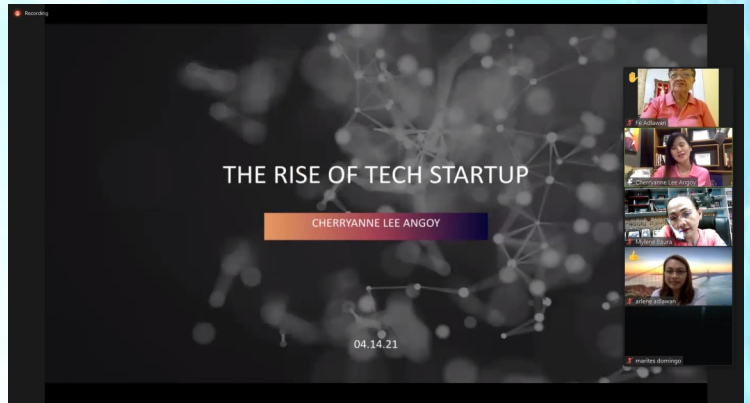 Recording
THE RISE OF TECH STARTUP
CHERRYANNE LEE ANGOY
04.14.21
Fe Adlawan
Cherryanne Lee Angoy
Mylene
arlene adlawan
marites domingo